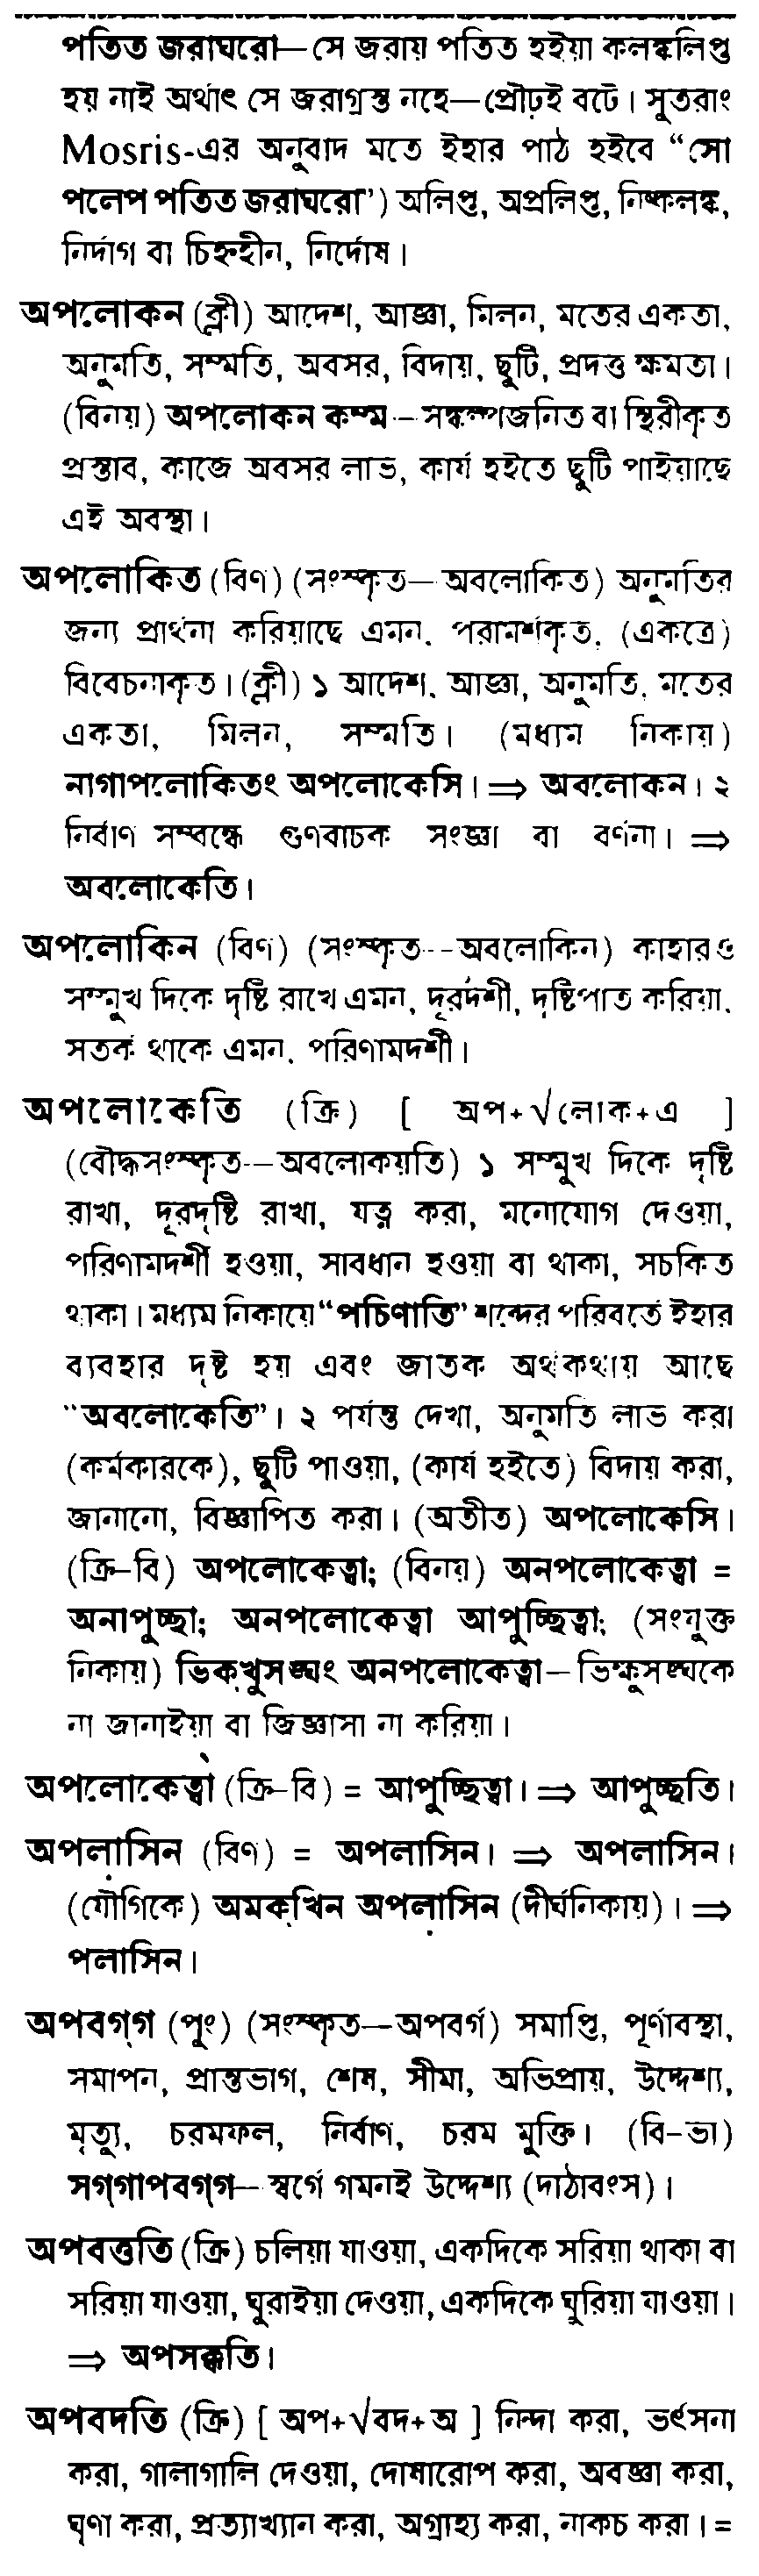 পতিত জরাঘরো—সে জরায় পতিত হইয়া কলঙ্কলিপ্ত
হয় নাই অর্থাৎ সে জরাগ্রস্ত নহে—প্রৌঢ়ই বটে। সুতরাং
Mosris-এর অনুবাদ মতে ইহার পাঠ হইবে “সো
পলেপ পতিত জরাঘরো”) অলিপ্ত, অপ্রলিপ্ত, নিষ্কলঙ্ক,
নির্দাগ বা চিহ্নহীন, নির্দোষ।
অপলোকন (ক্লী) আদেশ, আজ্ঞা, মিলন, মতের একতা,
অনুমতি, সম্মতি, অবসর, বিদায়, ছুটি, প্রদত্ত ক্ষমতা।
(বিনয়) অপলোকন কম্ম – সঙ্কল্পজনিত বা স্থিরীকৃত
প্রস্তাব, কাজে অবসর লাভ, কার্য হইতে ছুটি পাইয়াছে
এই অবস্থা।
অপলোকিত (বিণ) (সংস্কৃত—অবলোকিত) অনুমতির
জন্য প্রার্থনা করিয়াছে এমন, পরামর্শকৃত, (একত্রে)
বিবেচনাকৃত। (ক্লী) ১ আদেশ, আজ্ঞা, অনুমতি, মতের
একতা, মিলন, সম্মতি। (মধ্যম নিকায়)
নাগাপলোকিতং অপলোকেসি। ⇒ অবলোকন। ২
নির্বাণ সম্বন্ধে গুণবাচক সংজ্ঞা বা বর্ণনা। ⇒
অবলোকেতি।
অপলোকিন (বিণ) (সংস্কৃত--অবলোকিন) কাহারও
সম্মুখ দিকে দৃষ্টি রাখে এমন, দূরদর্শী, দৃষ্টিপাত করিয়া,
সতর্ক থাকে এমন, পরিণামদর্শী।
অপলোকেতি (ক্রি) [ অপ+√লোক+এ ]
(বৌদ্ধসংস্কৃত--অবলোকয়তি) ১ সম্মুখ দিকে দৃষ্টি
রাখা, দূরদৃষ্টি রাখা, যত্ন করা, মনোযোগ দেওয়া,
পরিণামদর্শী হওয়া, সাবধান হওয়া বা থাকা, সচকিত
থাকা। মধ্যম নিকায়ে “পচিণাতি” শব্দের পরিবর্তে ইহার
ব্যবহার দৃষ্ট হয় এবং জাতক অর্থকথায় আছে
“অবলোকেতি”। ২ পর্যন্ত দেখা, অনুমতি লাভ করা
(কর্মকারকে), ছুটি পাওয়া, (কার্য হইতে) বিদায় করা,
জানানো, বিজ্ঞাপিত করা। (অতীত) অপলোকেসি।
(ক্রি-বি) অপলোকেত্বা; (বিনয়) অনপলোকেত্বা =
অনাপুচ্ছা; অনপলোকেত্বা আপুচ্ছিত্বা; (সংযুক্ত
নিকায়) ভিক্খুসঙ্ঘং অনপলোকেত্বা – ভিক্ষুসঙ্ঘকে
না জানাইয়া বা জিজ্ঞাসা না করিয়া।
অপলোকেত্বা (ক্রি-বি) = আপুচ্ছিত্বা। ⇒ আপুচ্ছতি।
অপলাসিন (বিণ) = অপলাসিন। ⇒ অপলাসিন।
(যৌগিকে) অমক্খিন অপলাসিন (দীর্ঘনিকায়)। ⇒
পলাসিন।
অপবগ্গ (পুং) (সংস্কৃত—অপবর্গ) সমাপ্তি, পূর্ণাবস্থা,
সমাপন, প্রান্তভাগ, শেষ, সীমা, অভিপ্রায়, উদ্দেশ্য,
মৃত্যু, চরমফল, নির্বাণ, চরম মুক্তি। (বি-ভা)
সগ্গাপবগ্গ— স্বর্গে গমনই উদ্দেশ্য (দাঠাবংস)।
অপবত্ততি (ক্রি) চলিয়া যাওয়া, একদিকে সরিয়া থাকা বা
সরিয়া যাওয়া, ঘুরাইয়া দেওয়া, একদিকে ঘুরিয়া যাওয়া।
⇒ অপসক্কতি।
অপবদতি (ক্রি) [ অপ+√বদ+অ ] নিন্দা করা, ভর্ৎসনা
করা, গালাগালি দেওয়া, দোষারোপ করা, অবজ্ঞা করা,
ঘৃণা করা, প্রত্যাখ্যান করা, অগ্রাহ্য করা, নাকচ করা। =